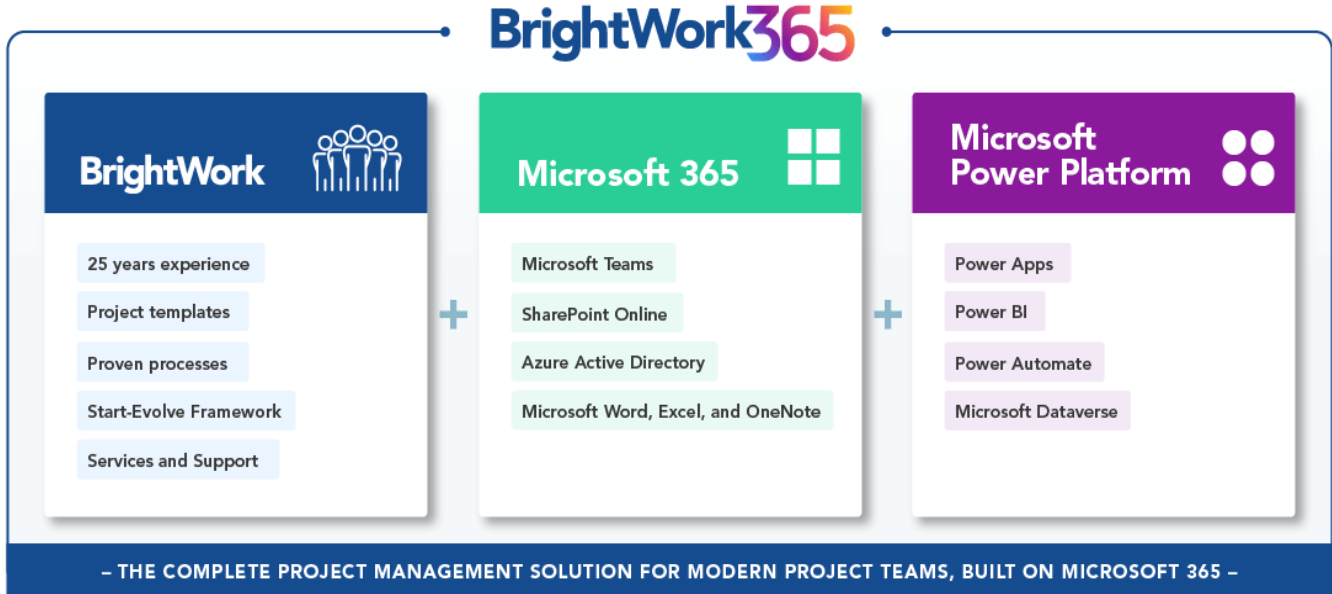 BrightWork365
BrightWork
25 years experience
Project templates
Proven processes
Start-Evolve Framework
Services and Support
+
Microsoft 365
Microsoft Teams
SharePoint Online
Azure Active Directory
Microsoft Word, Excel, and OneNote
+
Microsoft
Power Platform
Power Apps
Power BI
Power Automate
Microsoft Dataverse
– THE COMPLETE PROJECT MANAGEMENT SOLUTION FOR MODERN PROJECT TEAMS, BUILT ON MICROSOFT 365 –